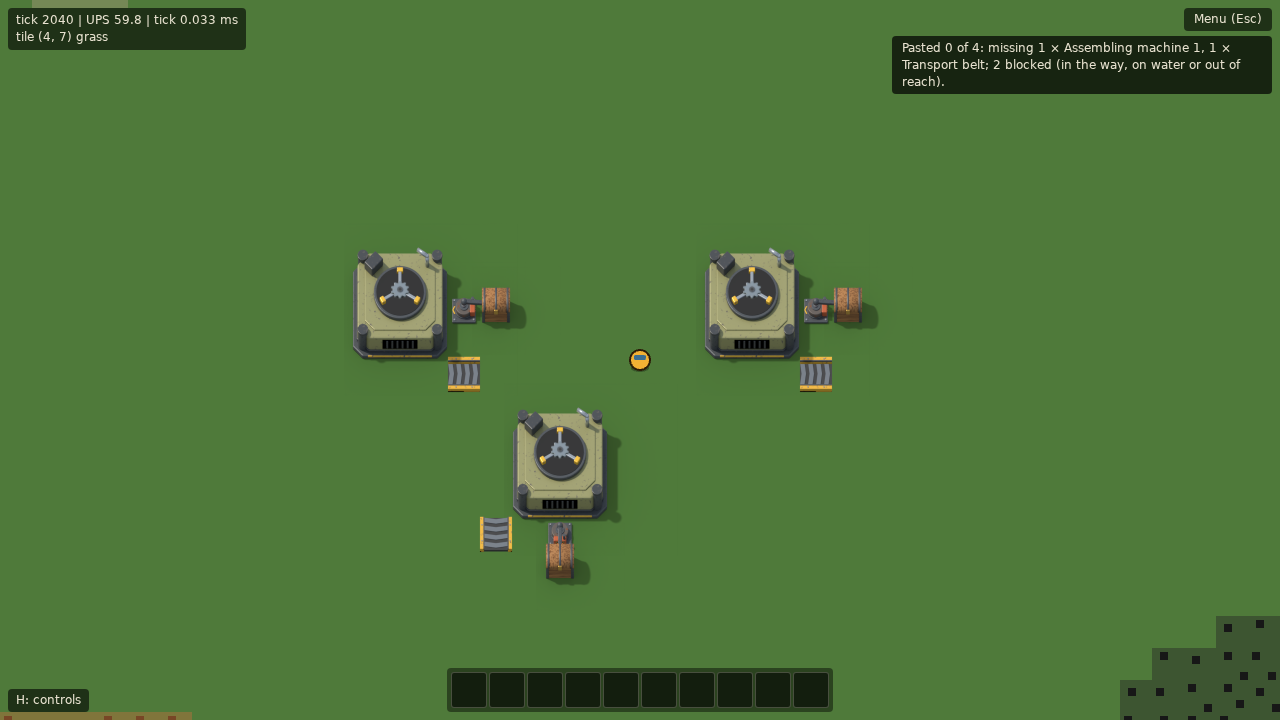 tick 2040 | UPS 59.8 | tick 0.033 ms
tile (4, 7) grass
Menu (Esc)
Pasted 0 of 4: missing 1 × Assembling machine 1, 1 ×
Transport belt; 2 blocked (in the way, on water or out of
reach).
H: controls